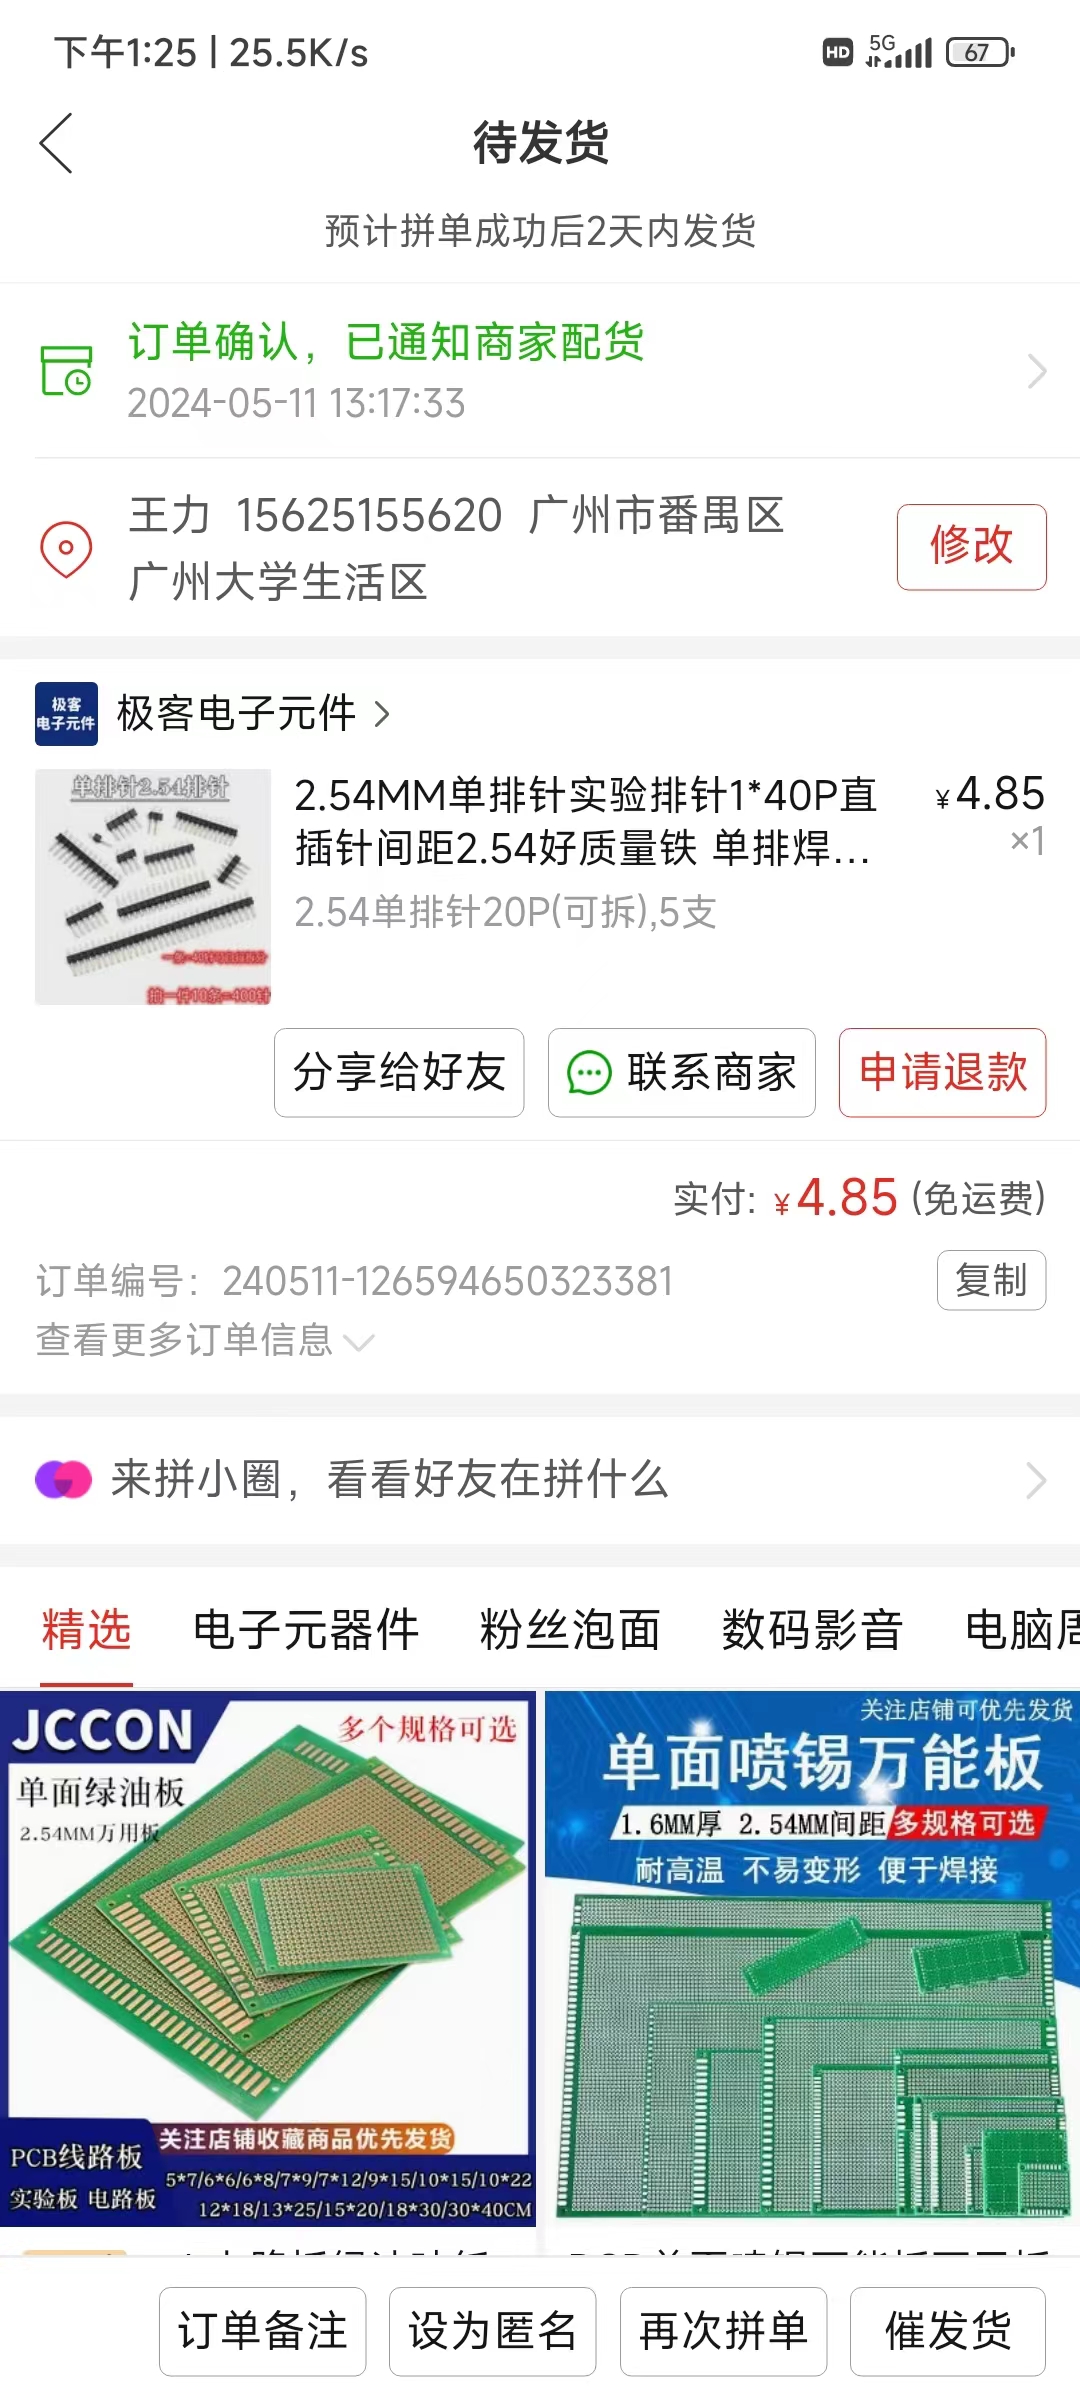 下午1:25 | 25.5K/s
HD 5G 67
待发货
预计拼单成功后2天内发货
订单确认，已通知商家配货
2024-05-11 13:17:33
王力 15625155620 广州市番禺区
广州大学生活区
修改
极客
电子元件
极客电子元件
单排针2.54排针
拍一件10条=400针
2.54MM单排针实验排针1*40P直
插针间距2.54好质量铁 单排焊...
¥4.85
×1
2.54单排针20P(可拆),5支
分享给好友
联系商家
申请退款
实付: ¥4.85 (免运费)
订单编号: 240511-126594650323381
复制
查看更多订单信息
来拼小圈，看看好友在拼什么
精选 电子元器件 粉丝泡面 数码影音 电脑周
JCCON
多个规格可选
单面绿油板
2.54MM万用板
关注店铺收藏商品优先发货
PCB线路板
实验板 电路板
5*7/6*6/6*8/7*9/7*12/9*15/10*15/10*22
12*18/13*25/15*20/18*30/30*40CM
关注店铺可优先发货
单面喷锡万能板
1.6MM厚 2.54MM间距 多规格可选
耐高温 不易变形 便于焊接
订单备注
设为匿名
再次拼单
催发货